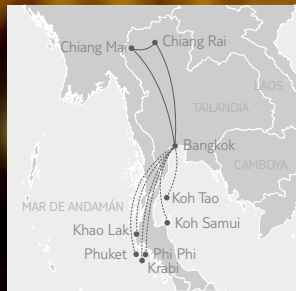 Chiang Mai
Chiang Rai
LAOS
TAILANDIA
Bangkok
CAMBOYA
Koh Tao
MAR DE ANDAMÁN
Koh Samui
Khao Lak
Phuket
Phi Phi
Krabi